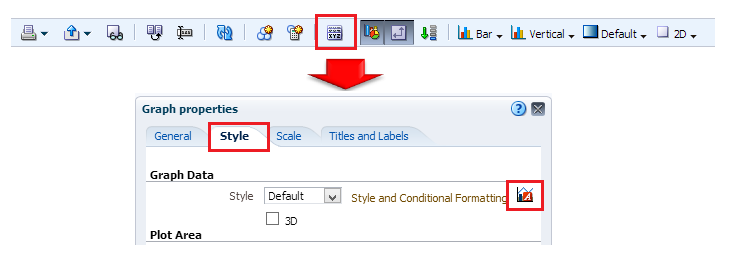 XYZ Bar Vertical Default 2D
Graph properties
General Style Scale Titles and Labels
Graph Data
Style Default Style and Conditional Formatting
3D
Plot Area